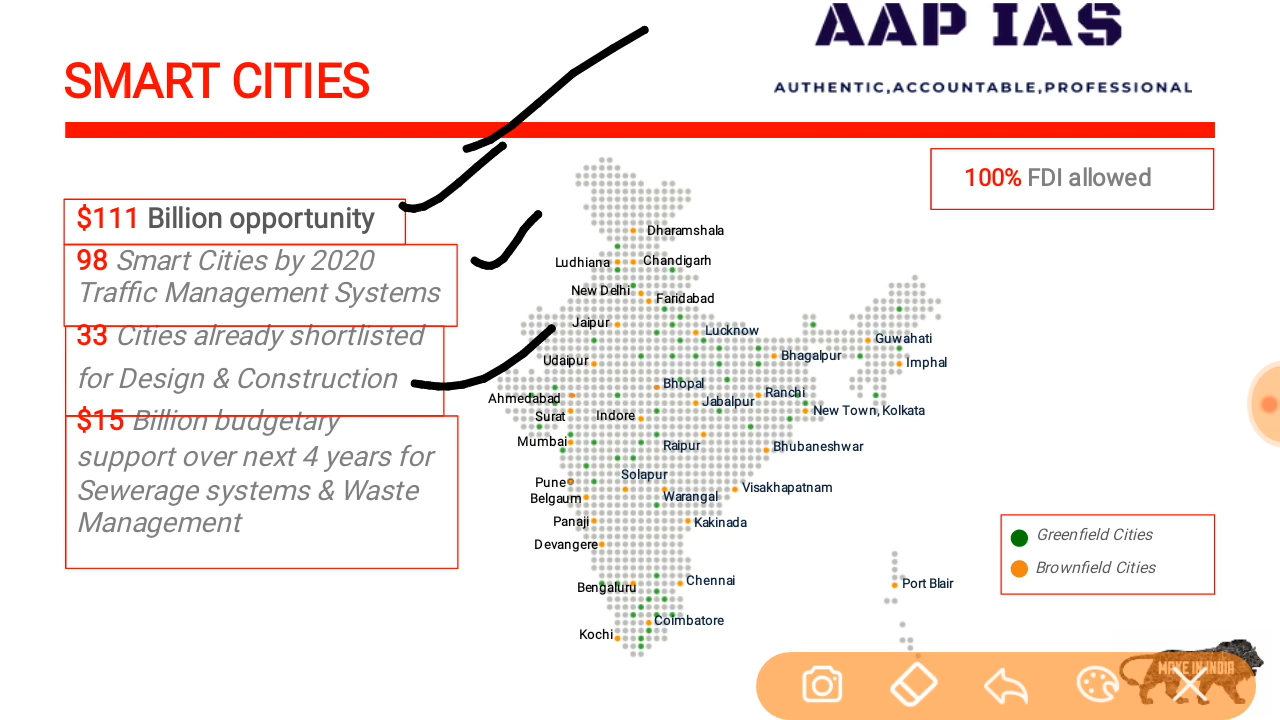 AAP IAS
AUTHENTIC,ACCOUNTABLE,PROFESSIONAL
SMART CITIES
100% FDI allowed
$111 Billion opportunity
98 Smart Cities by 2020
Traffic Management Systems
33 Cities already shortlisted
for Design & Construction
$15 Billion budgetary
support over next 4 years for
Sewerage systems & Waste
Management
Dharamshala
Ludhiana
Chandigarh
New Delhi
Faridabad
Jaipur
Lucknow
Guwahati
Udaipur
Bhagalpur
Imphal
Bhopal
Ahmedabad
Jabalpur
Ranchi
Surat
Indore
New Town, Kolkata
Mumbai
Raipur
Bhubaneshwar
Solapur
Pune
Visakhapatnam
Belgaum
Warangal
Panaji
Kakinada
Devangere
Chennai
Bengaluru
Port Blair
Coimbatore
Kochi
Greenfield Cities
Brownfield Cities
MAKE IN INDIA